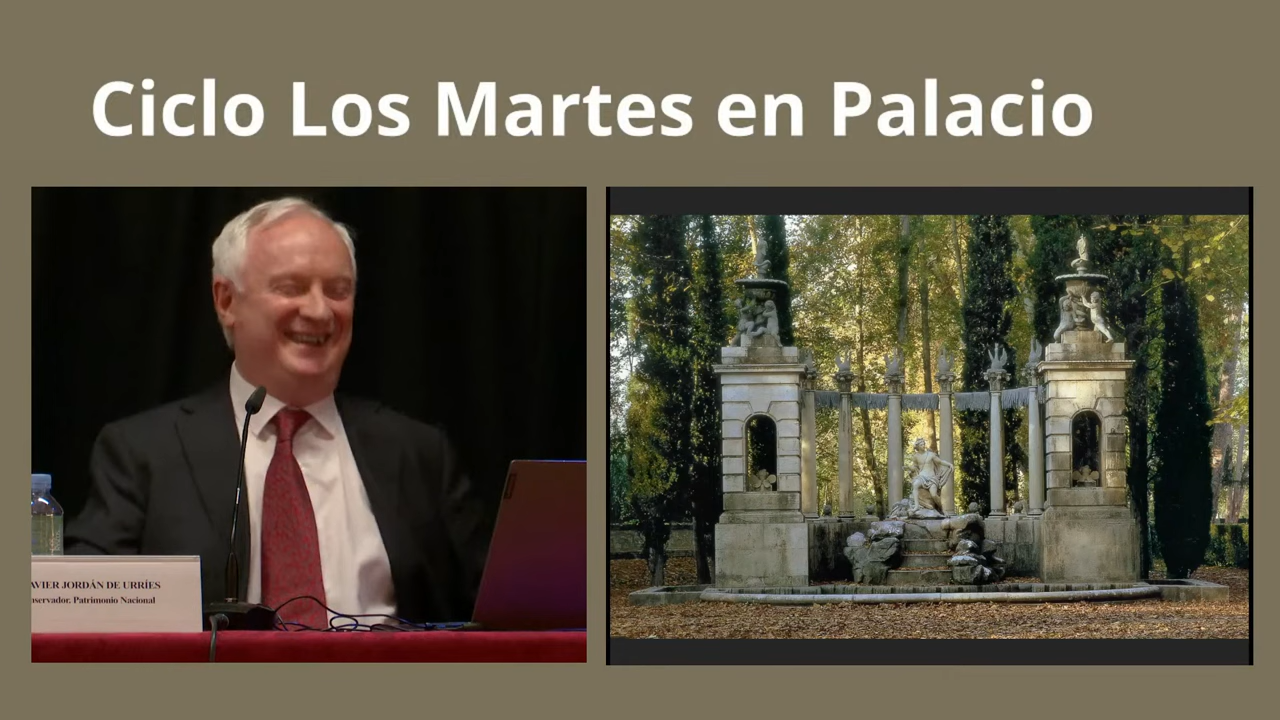 Ciclo Los Martes en Palacio
AVIER JORDÁN DE URRÍES
nservador. Patrimonio Nacional